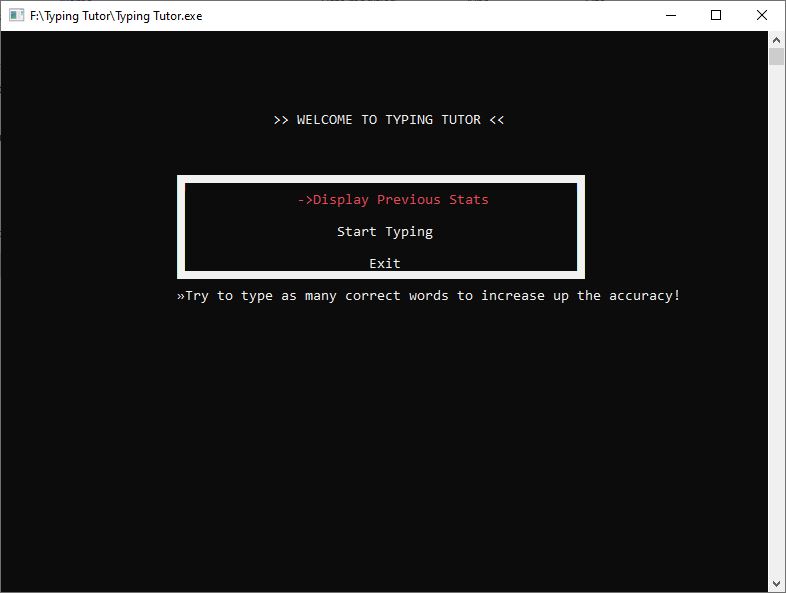 F:\Typing Tutor\Typing Tutor.exe
>> WELCOME TO TYPING TUTOR <<
->Display Previous Stats
Start Typing
Exit
»Try to type as many correct words to increase up the accuracy!